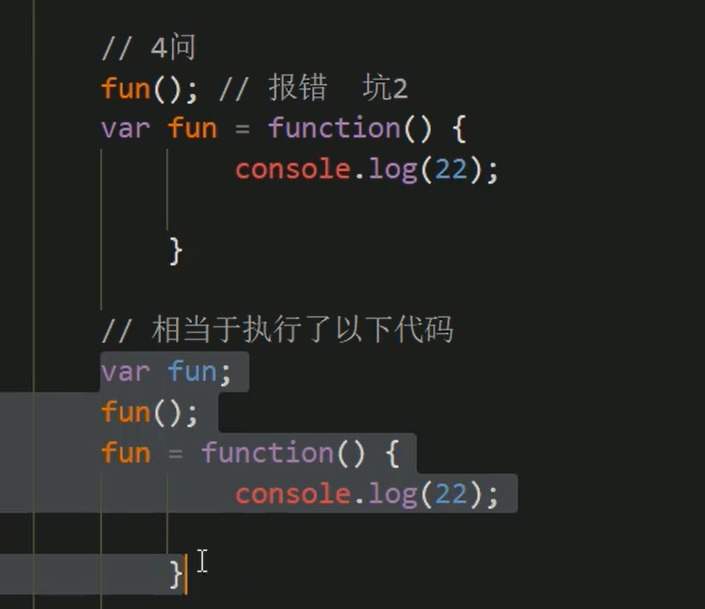 // 4问
fun(); // 报错  坑2
var fun = function() {
console.log(22);
}
// 相当于执行了以下代码
var fun;
fun();
fun = function() {
console.log(22);
}